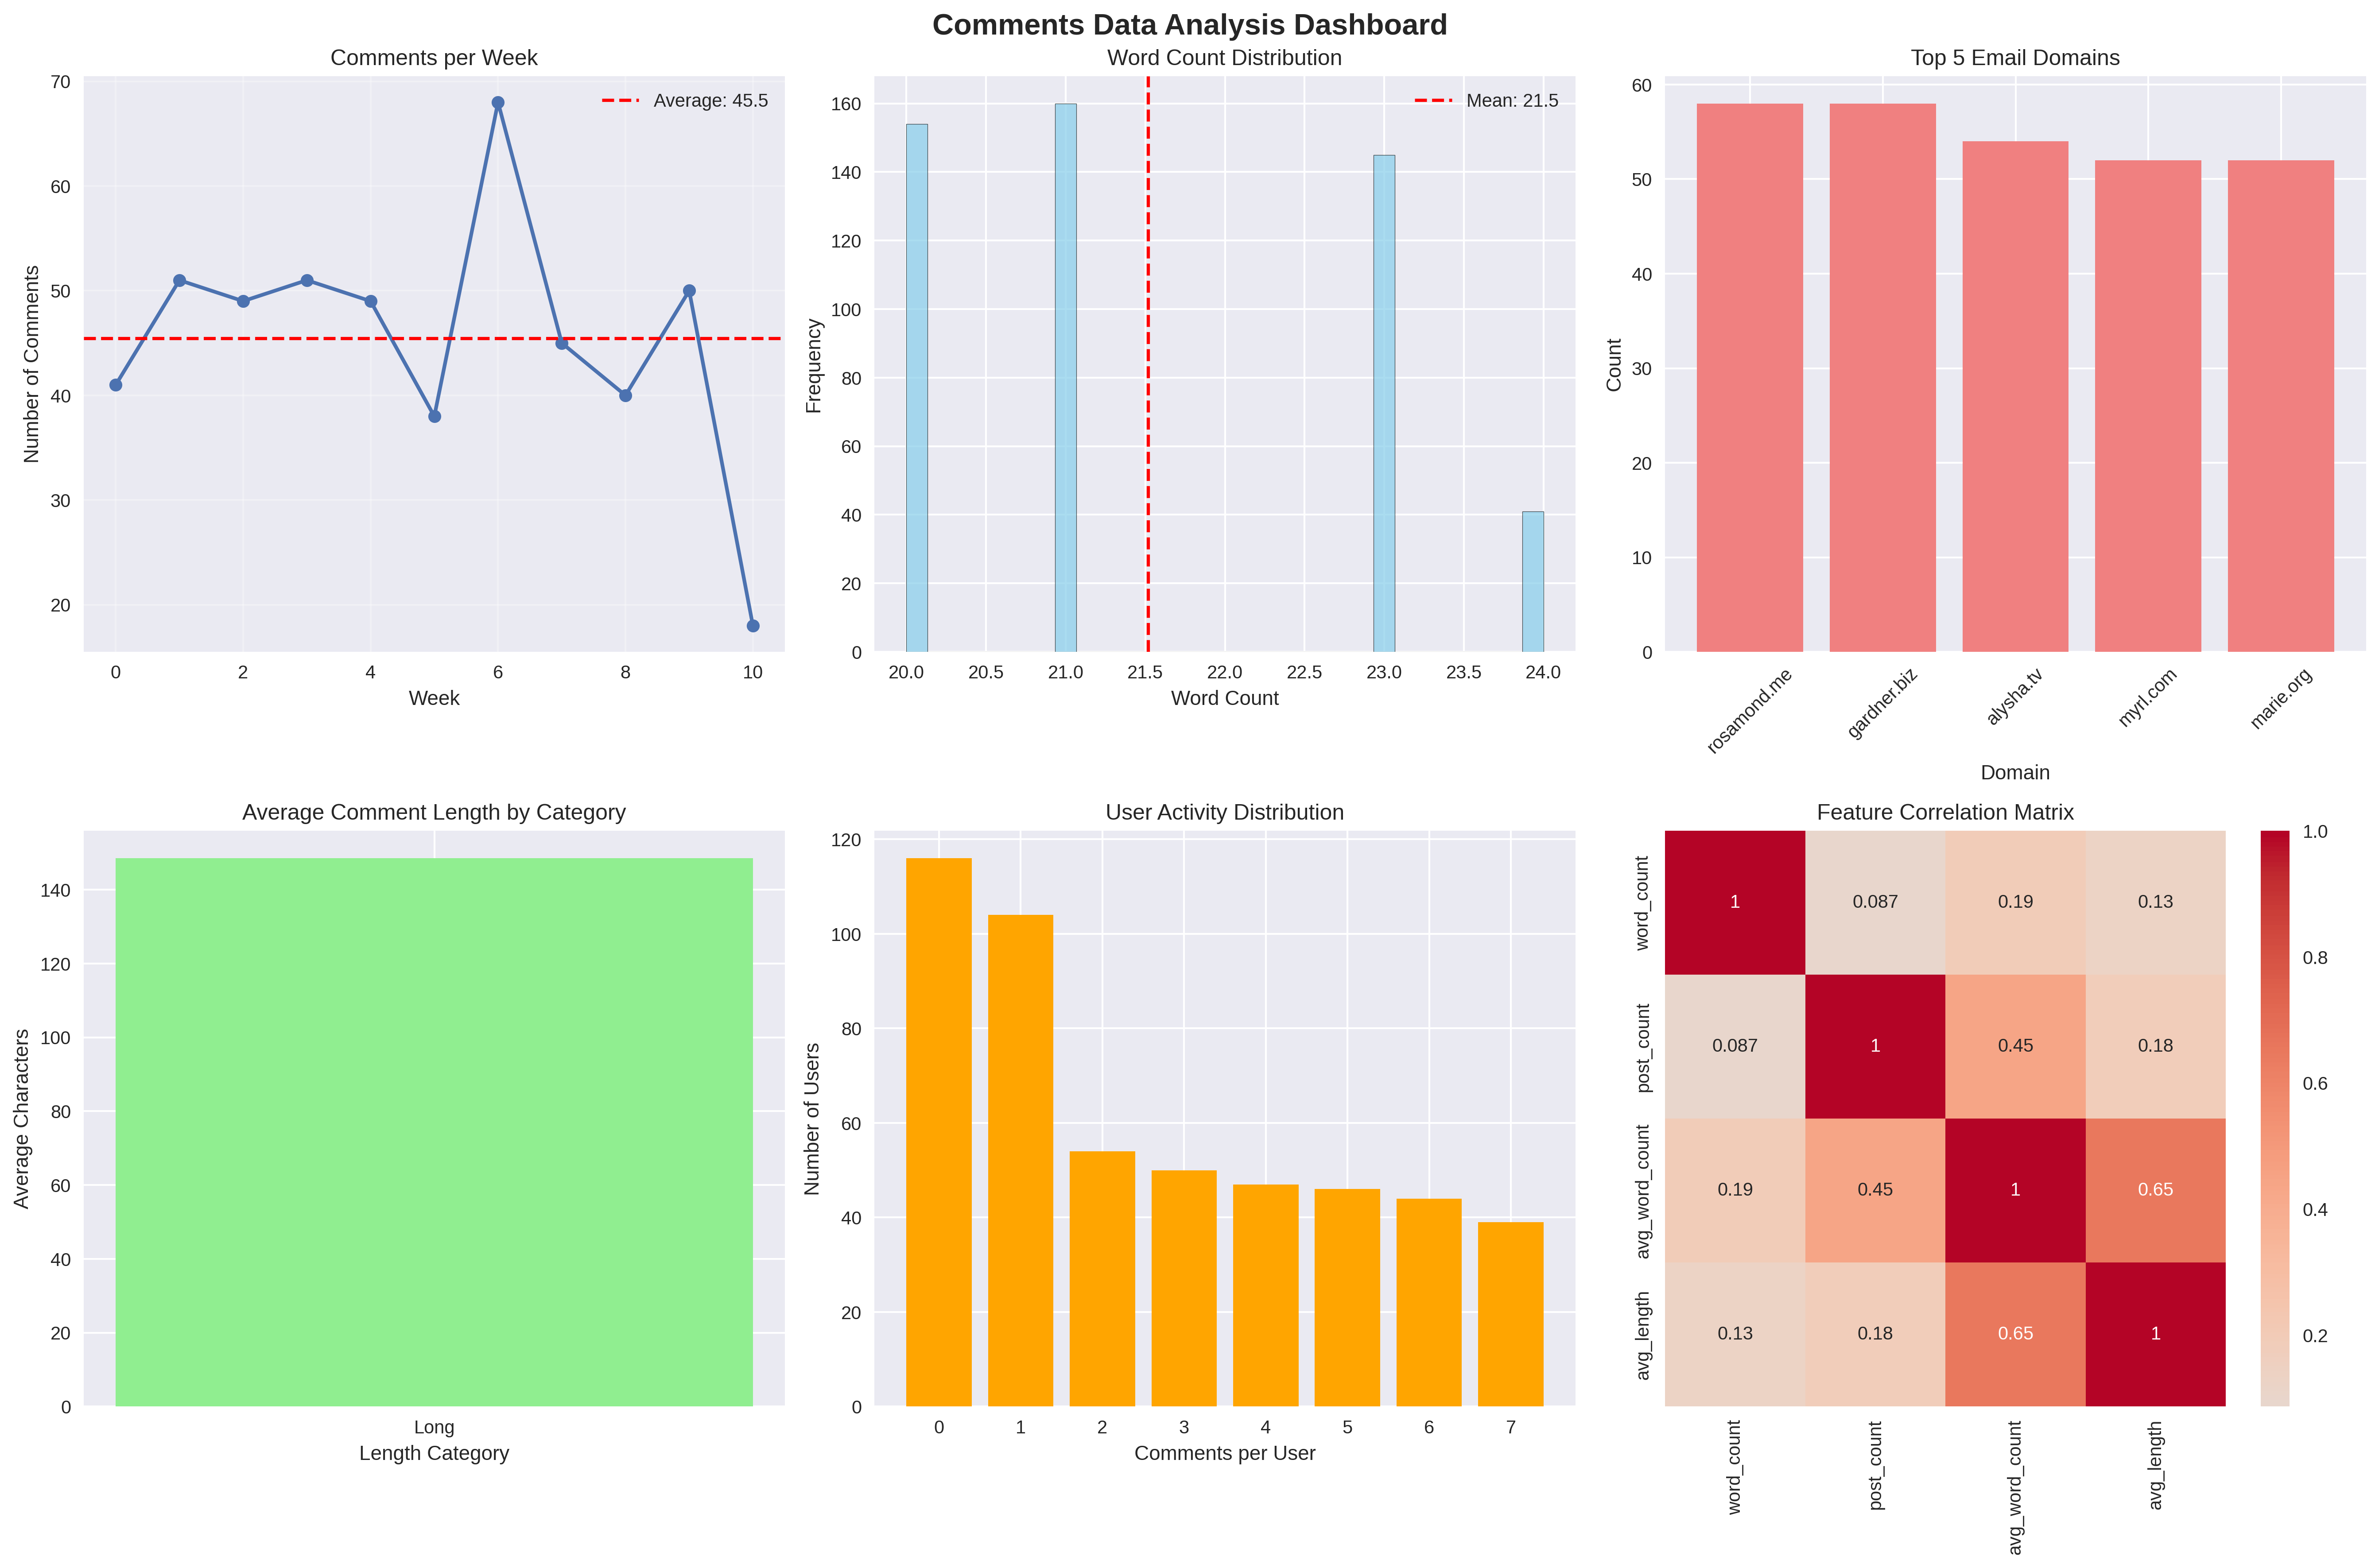 Comments Data Analysis Dashboard
Comments per Week
70
60
50
40
30
20
Number of Comments
0 2 4 6 8 10
Week
Average: 45.5
Word Count Distribution
160
140
120
100
80
60
40
20
0
Frequency
20.0 20.5 21.0 21.5 22.0 22.5 23.0 23.5 24.0
Word Count
Mean: 21.5
Top 5 Email Domains
60
50
40
30
20
10
0
Count
rosamond.me gardner.biz alysha.tv myrl.com marie.org
Domain
Average Comment Length by Category
140
120
100
80
60
40
20
0
Average Characters
Long
Length Category
User Activity Distribution
120
100
80
60
40
20
0
Number of Users
0 1 2 3 4 5 6 7
Comments per User
Feature Correlation Matrix
word_count
1 0.087 0.19 0.13
post_count
0.087 1 0.45 0.18
avg_word_count
0.19 0.45 1 0.65
avg_length
0.13 0.18 0.65 1
word_count post_count avg_word_count avg_length
1.0
0.8
0.6
0.4
0.2